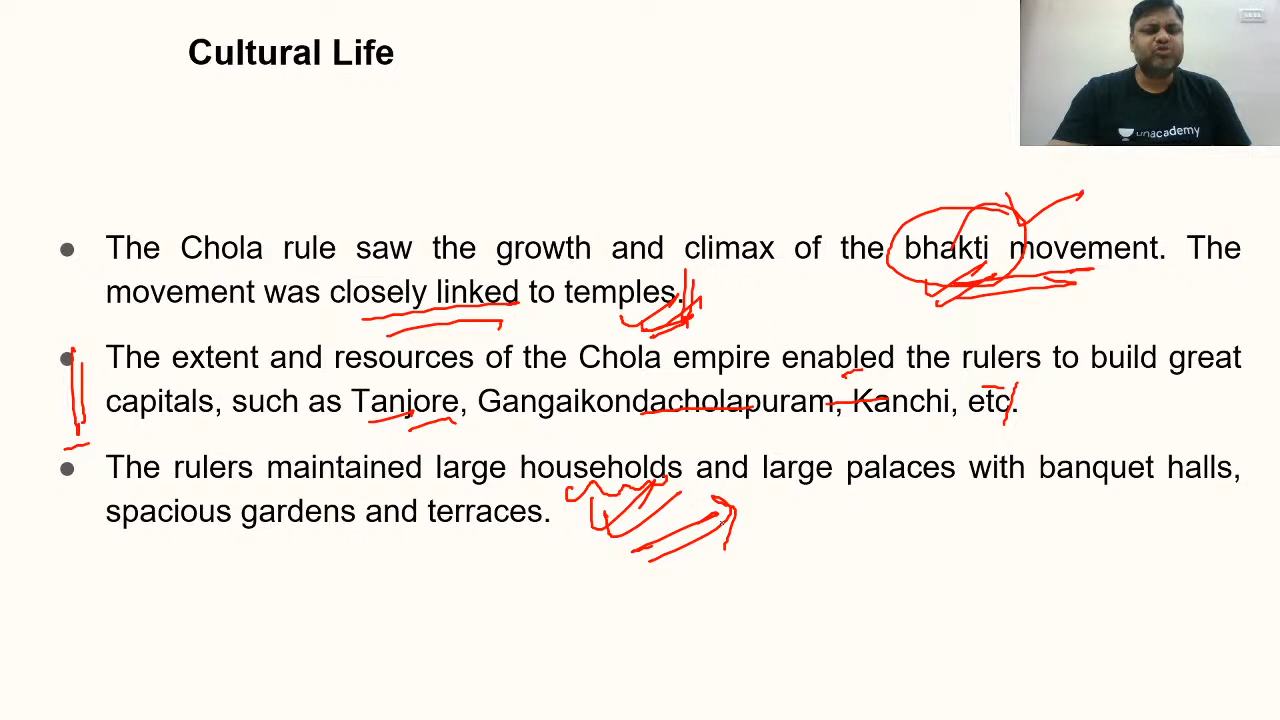 Cultural Life
unacademy
● The Chola rule saw the growth and climax of the bhakti movement. The
movement was closely linked to temples.
● The extent and resources of the Chola empire enabled the rulers to build great
capitals, such as Tanjore, Gangaikondacholapuram, Kanchi, etc.
● The rulers maintained large households and large palaces with banquet halls,
spacious gardens and terraces.